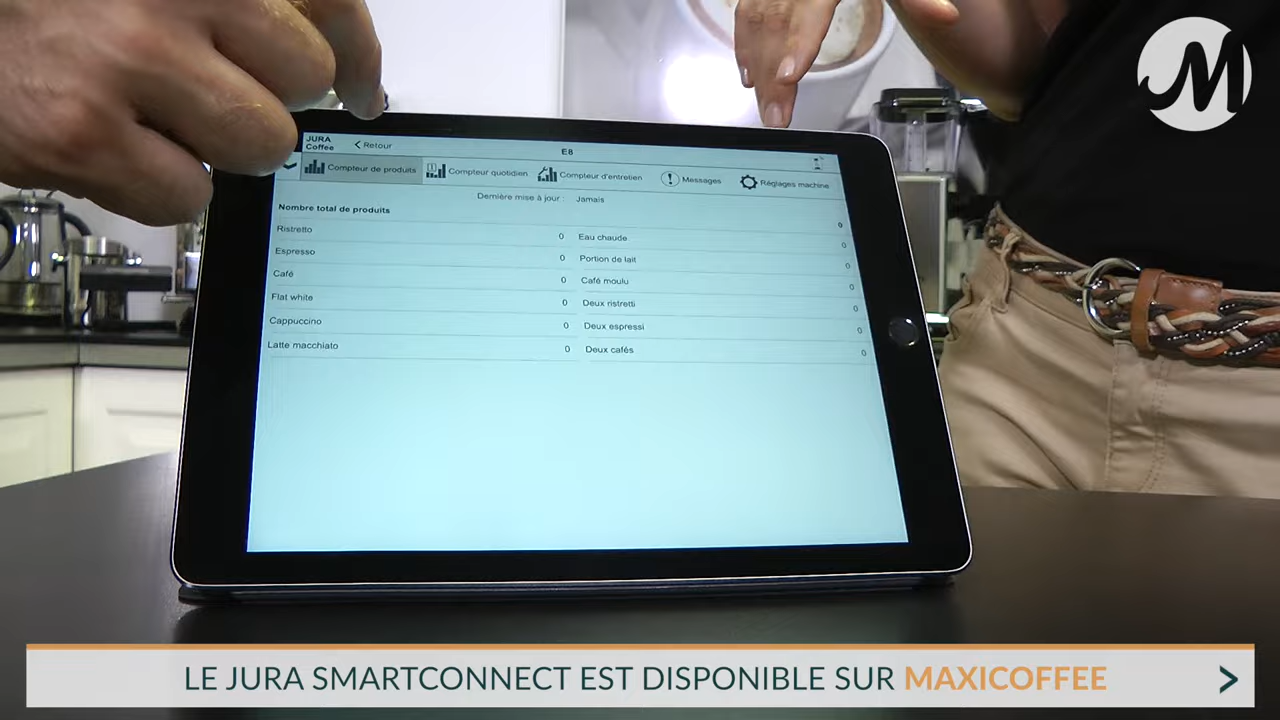 JURA
Coffee
Retour
E8
Compteur de produits
Compteur quotidien
Compteur d'entretien
Messages
Réglages machine
Dernière mise à jour : Jamais
Nombre total de produits 0
Ristretto 0 Eau chaude 0
Espresso 0 Portion de lait 0
Café 0 Café moulu 0
Flat white 0 Deux ristretti 0
Cappuccino 0 Deux espressi 0
Latte macchiato 0 Deux cafés 0
M
LE JURA SMARTCONNECT EST DISPONIBLE SUR MAXICOFFEE